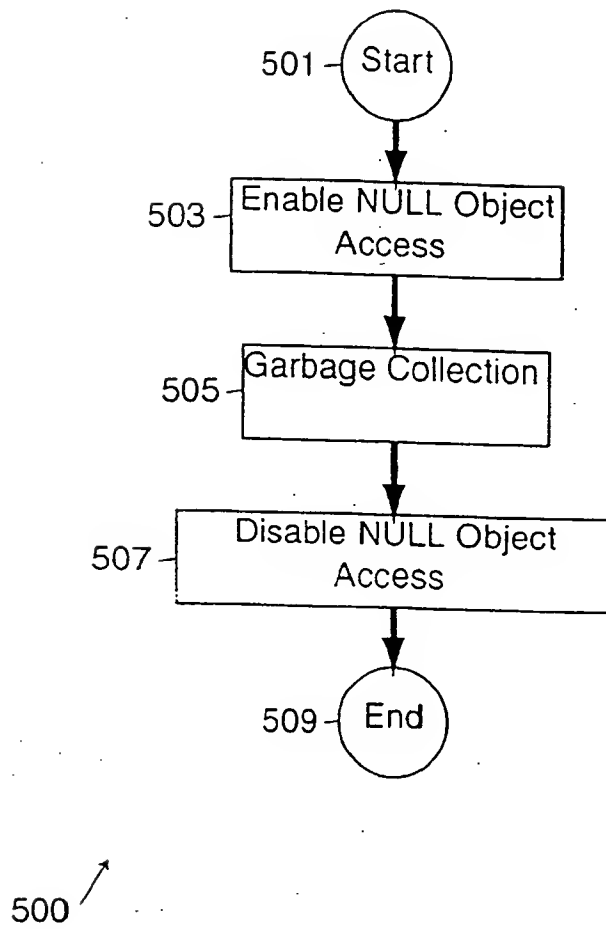 501 Start
503 Enable NULL Object
Access
505 Garbage Collection
507 Disable NULL Object
Access
509 End
500